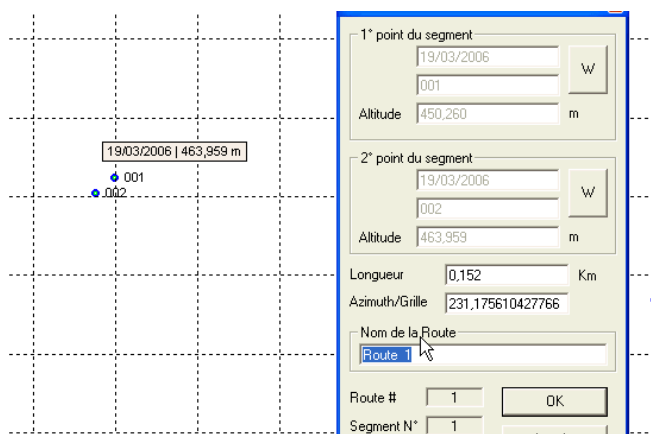 19/03/2006 | 463,959 m
001
002
1° point du segment
19/03/2006
W
001
Altitude 450,260 m
2° point du segment
19/03/2006
W
002
Altitude 463,959 m
Longueur 0,152 Km
Azimuth/Grille 231,175610427766
Nom de la Route
Route 1
Route # 1 OK
Segment N° 1